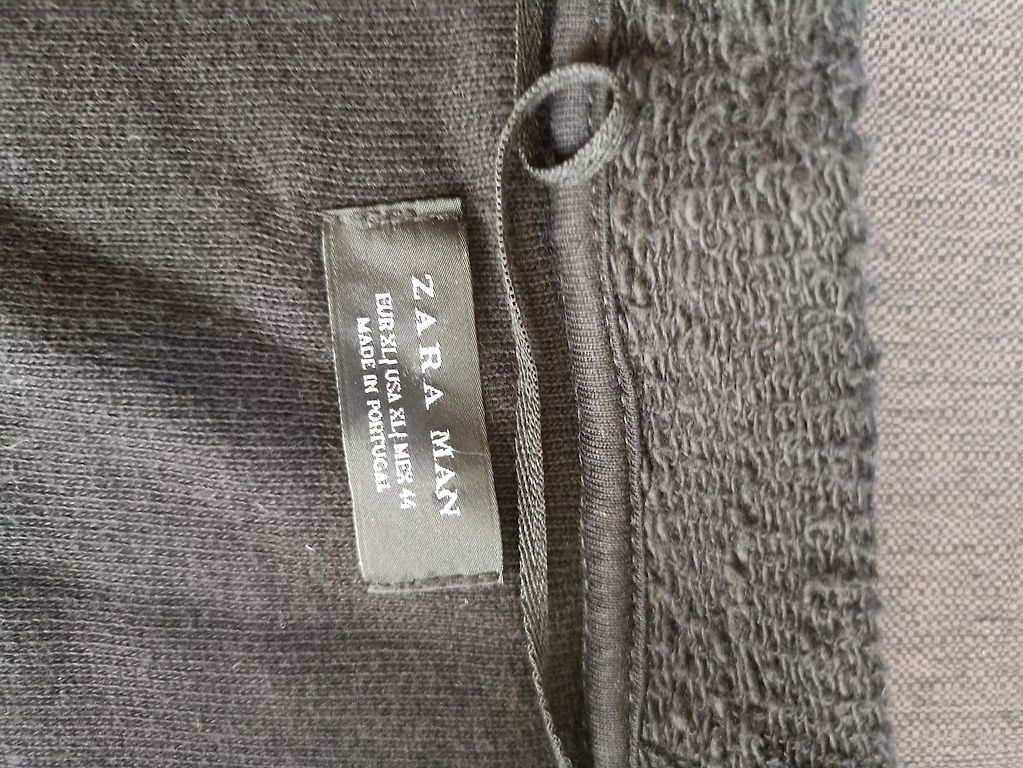 ZARA MAN
EUR XL | USA XL | MEX 44
MADE IN PORTUGAL